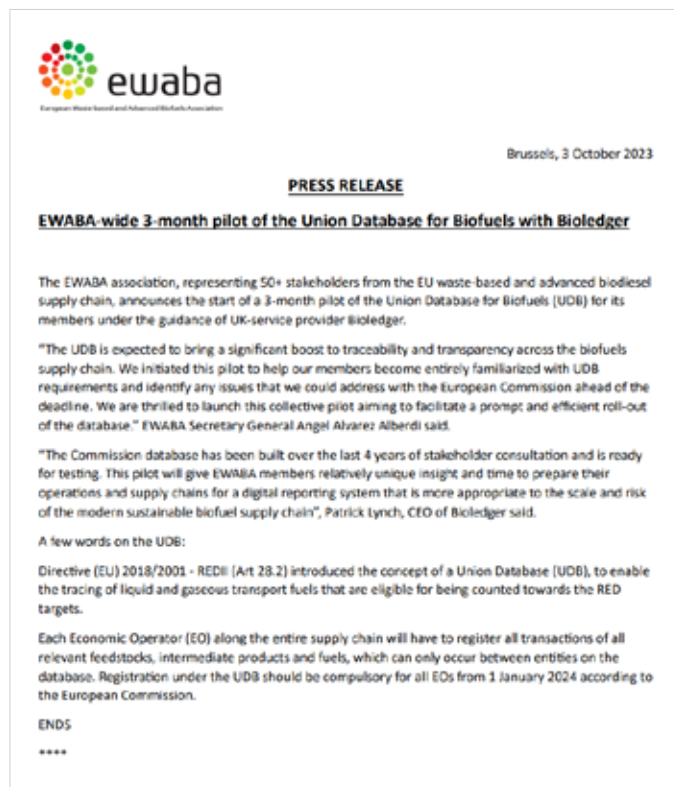 ewaba
European Waste-based and Advanced Biofuels Association
Brussels, 3 October 2023
PRESS RELEASE
EWABA-wide 3-month pilot of the Union Database for Biofuels with Bioledger
The EWABA association, representing 50+ stakeholders from the EU waste-based and advanced biodiesel
supply chain, announces the start of a 3-month pilot of the Union Database for Biofuels (UDB) for its
members under the guidance of UK-service provider Bioledger.
"The UDB is expected to bring a significant boost to traceability and transparency across the biofuels
supply chain. We initiated this pilot to help our members become entirely familiarized with UDB
requirements and identify any issues that we could address with the European Commission ahead of the
deadline. We are thrilled to launch this collective pilot aiming to facilitate a prompt and efficient roll-out
of the database." EWABA Secretary General Angel Alvarez Alberdi said.
"The Commission database has been built over the last 4 years of stakeholder consultation and is ready
for testing. This pilot will give EWABA members relatively unique insight and time to prepare their
operations and supply chains for a digital reporting system that is more appropriate to the scale and risk
of the modern sustainable biofuel supply chain", Patrick Lynch, CEO of Bioledger said.
A few words on the UDB:
Directive (EU) 2018/2001 - REDII (Art 28.2) introduced the concept of a Union Database (UDB), to enable
the tracing of liquid and gaseous transport fuels that are eligible for being counted towards the RED
targets.
Each Economic Operator (EO) along the entire supply chain will have to register all transactions of all
relevant feedstocks, intermediate products and fuels, which can only occur between entities on the
database. Registration under the UDB should be compulsory for all EOs from 1 January 2024 according to
the European Commission.
ENDS
****